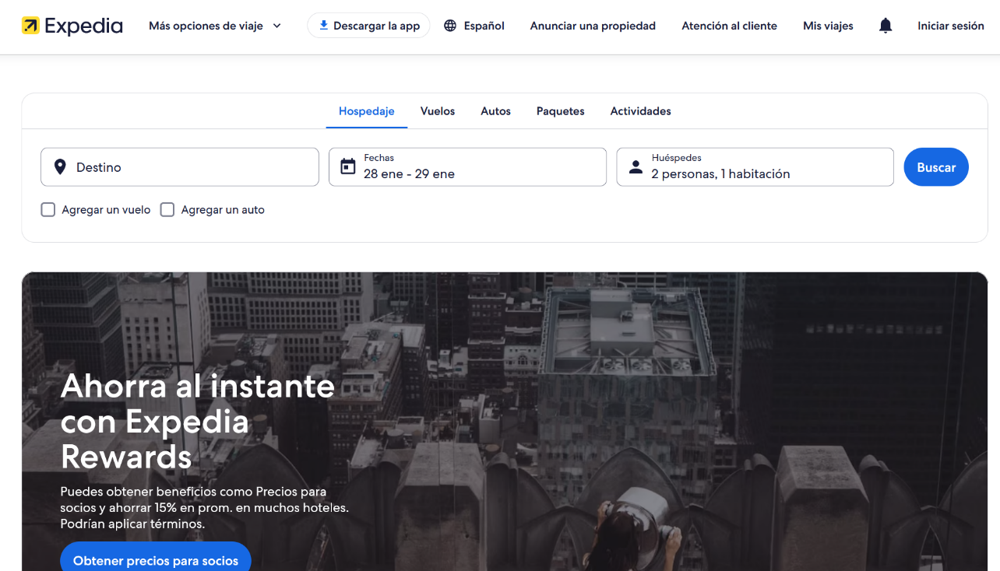 Expedia
Más opciones de viaje
Descargar la app
Español
Anunciar una propiedad
Atención al cliente
Mis viajes
Iniciar sesión
Hospedaje
Vuelos
Autos
Paquetes
Actividades
Destino
Fechas
28 ene - 29 ene
Huéspedes
2 personas, 1 habitación
Buscar
Agregar un vuelo
Agregar un auto
Ahorra al instante
con Expedia
Rewards
Puedes obtener beneficios como Precios para
socios y ahorrar 15% en prom. en muchos hoteles.
Podrían aplicar términos.
Obtener precios para socios